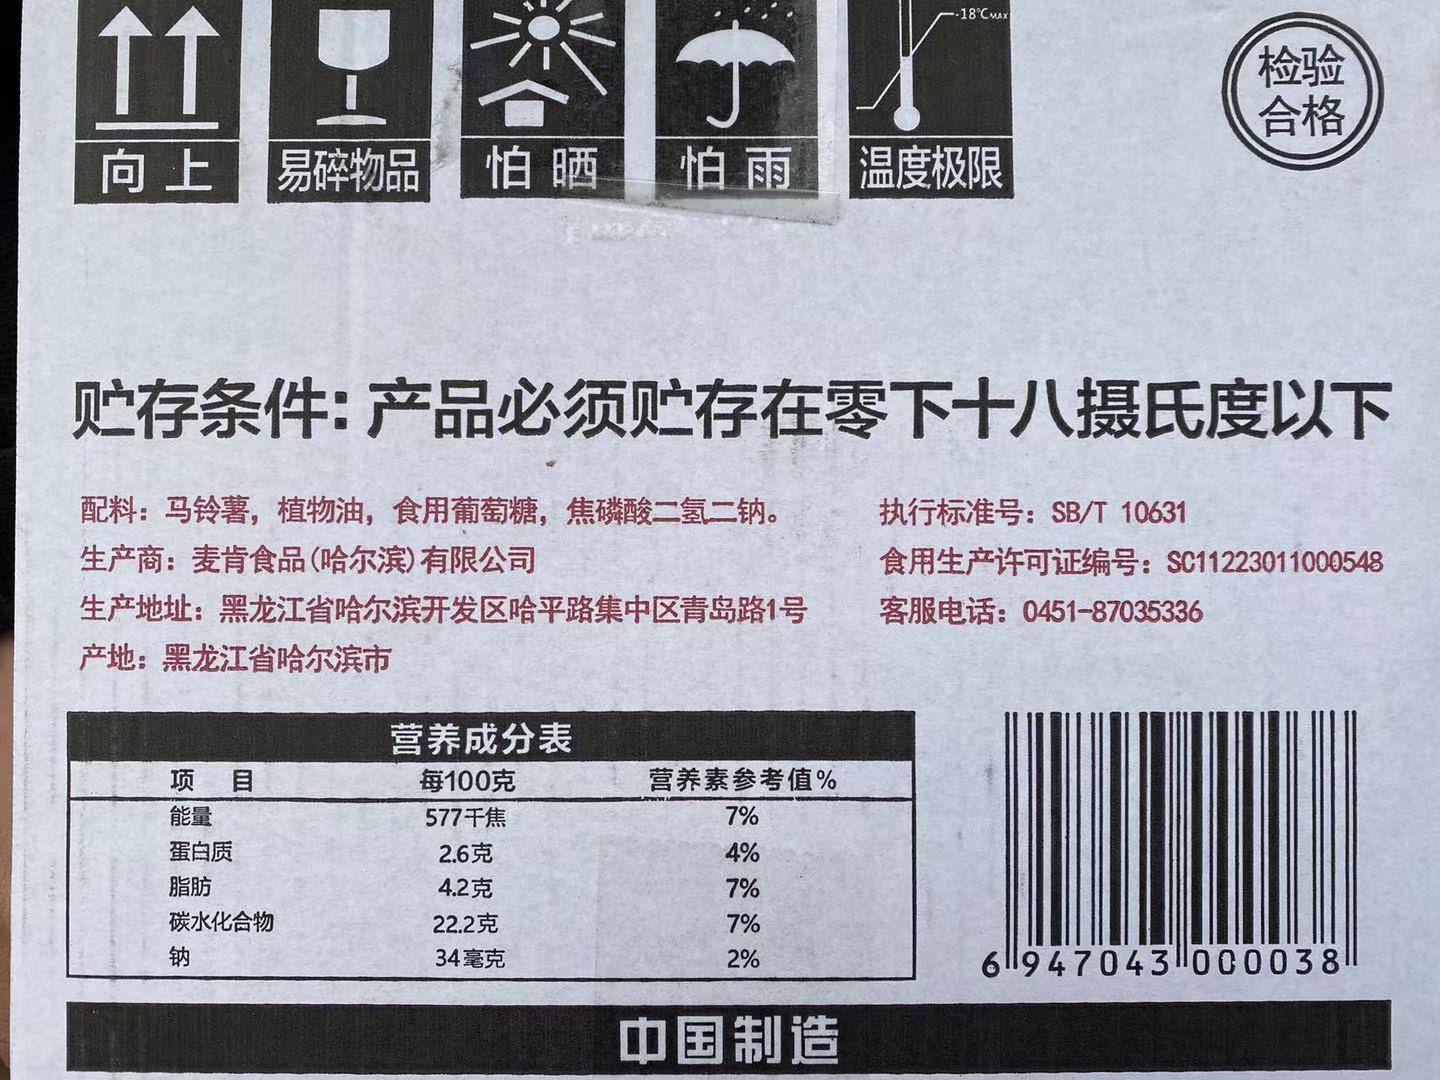 -18℃MAX
检验
合格
向上
易碎物品
怕晒
怕雨
温度极限
贮存条件: 产品必须贮存在零下十八摄氏度以下
配料：马铃薯，植物油，食用葡萄糖，焦磷酸二氢二钠。
执行标准号：SB/T 10631
生产商：麦肯食品(哈尔滨)有限公司
食用生产许可证编号：SC11223011000548
生产地址：黑龙江省哈尔滨开发区哈平路集中区青岛路1号
客服电话：0451-87035336
产地：黑龙江省哈尔滨市
营养成分表
项 目 每100克 营养素参考值%
能量 577千焦 7%
蛋白质 2.6克 4%
脂肪 4.2克 7%
碳水化合物 22.2克 7%
钠 34毫克 2%
6 947043 000038
中国制造